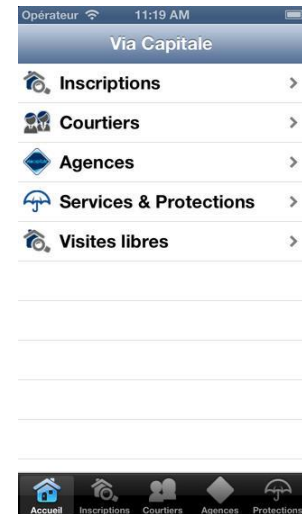 Opérateur 11:19 AM
Via Capitale
Inscriptions
Courtiers
Agences
Services & Protections
Visites libres
Accueil Inscriptions Courtiers Agences Protections